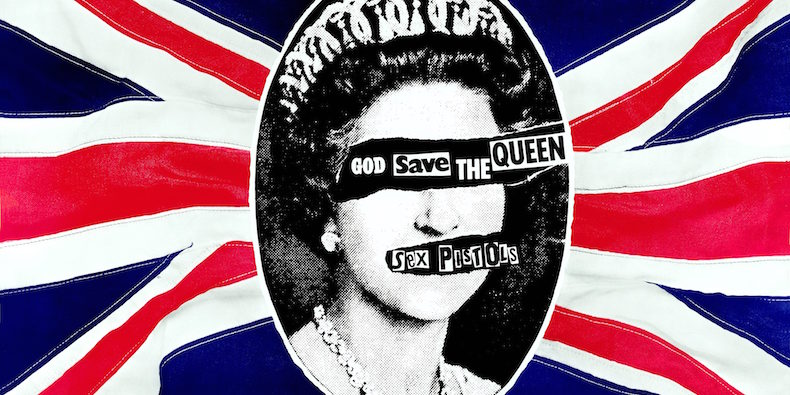 GOD Save THE QUEEN
SeX PISTOLS